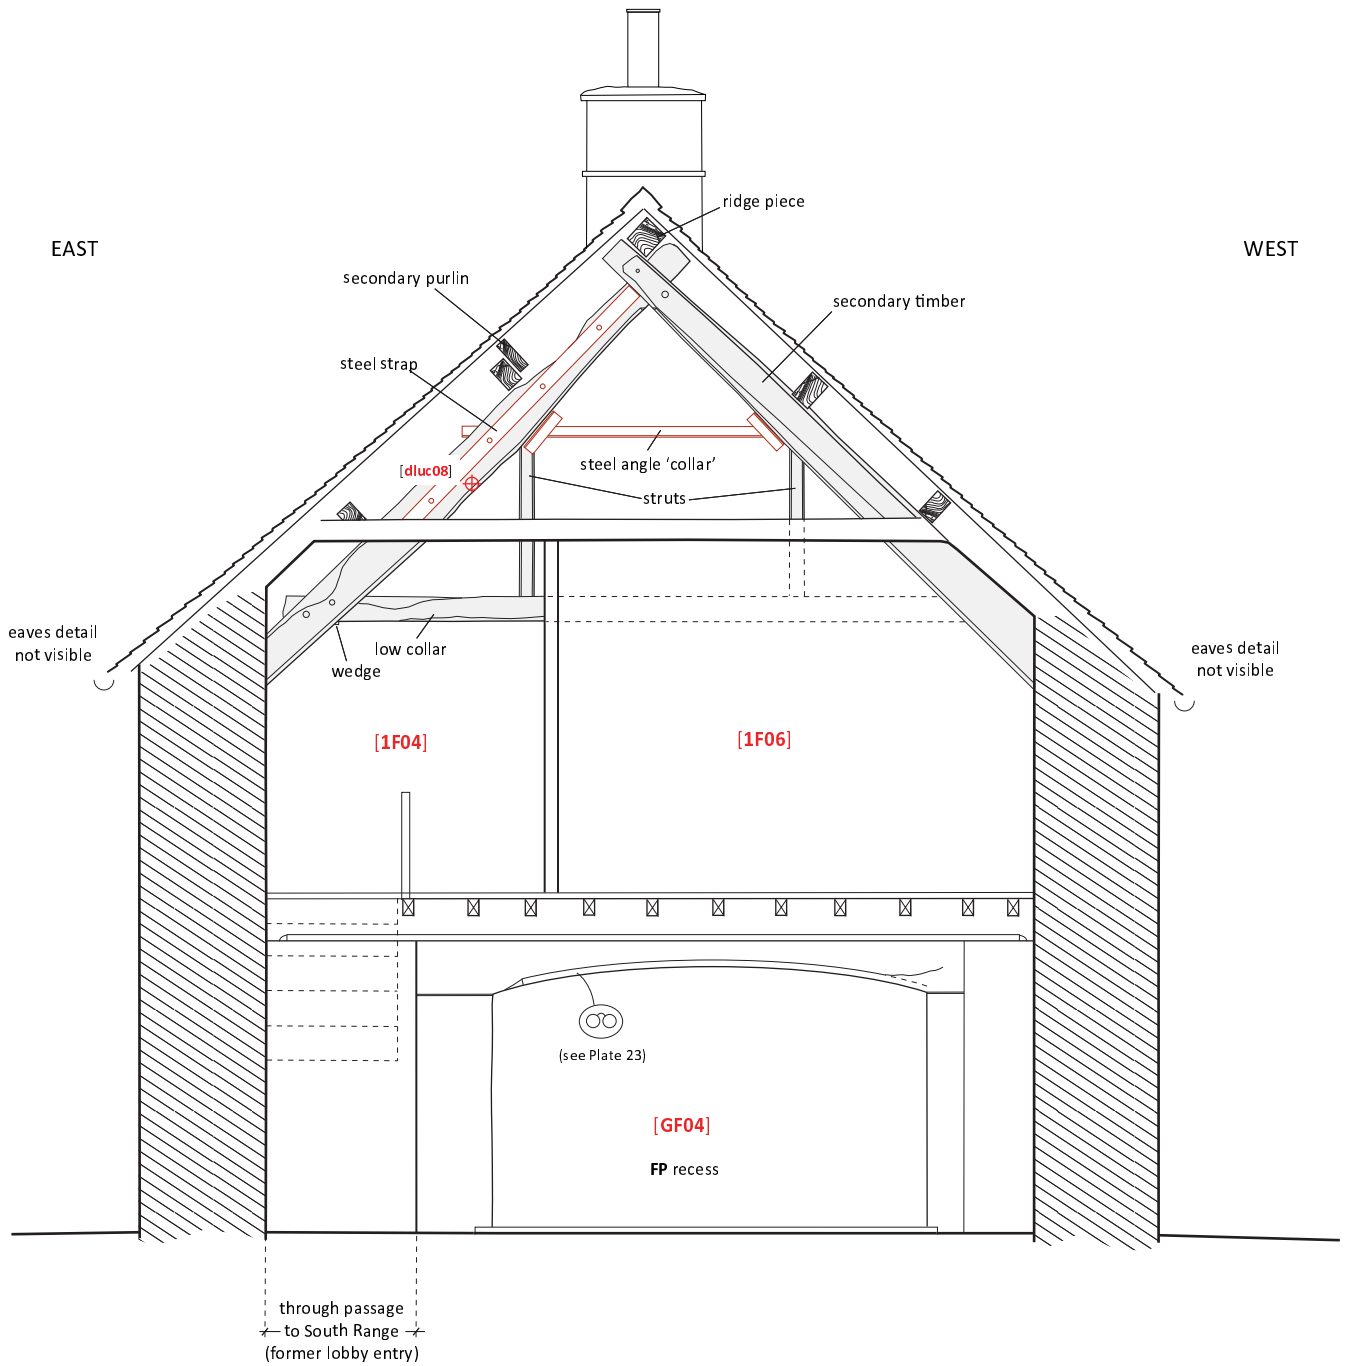 ridge piece
EAST
WEST
secondary purlin
secondary timber
steel strap
steel angle ‘collar’
[dluc08]
struts
eaves detail
not visible
low collar
wedge
eaves detail
not visible
[1F04]
[1F06]
(see Plate 23)
[GF04]
FP recess
through passage
to South Range
(former lobby entry)